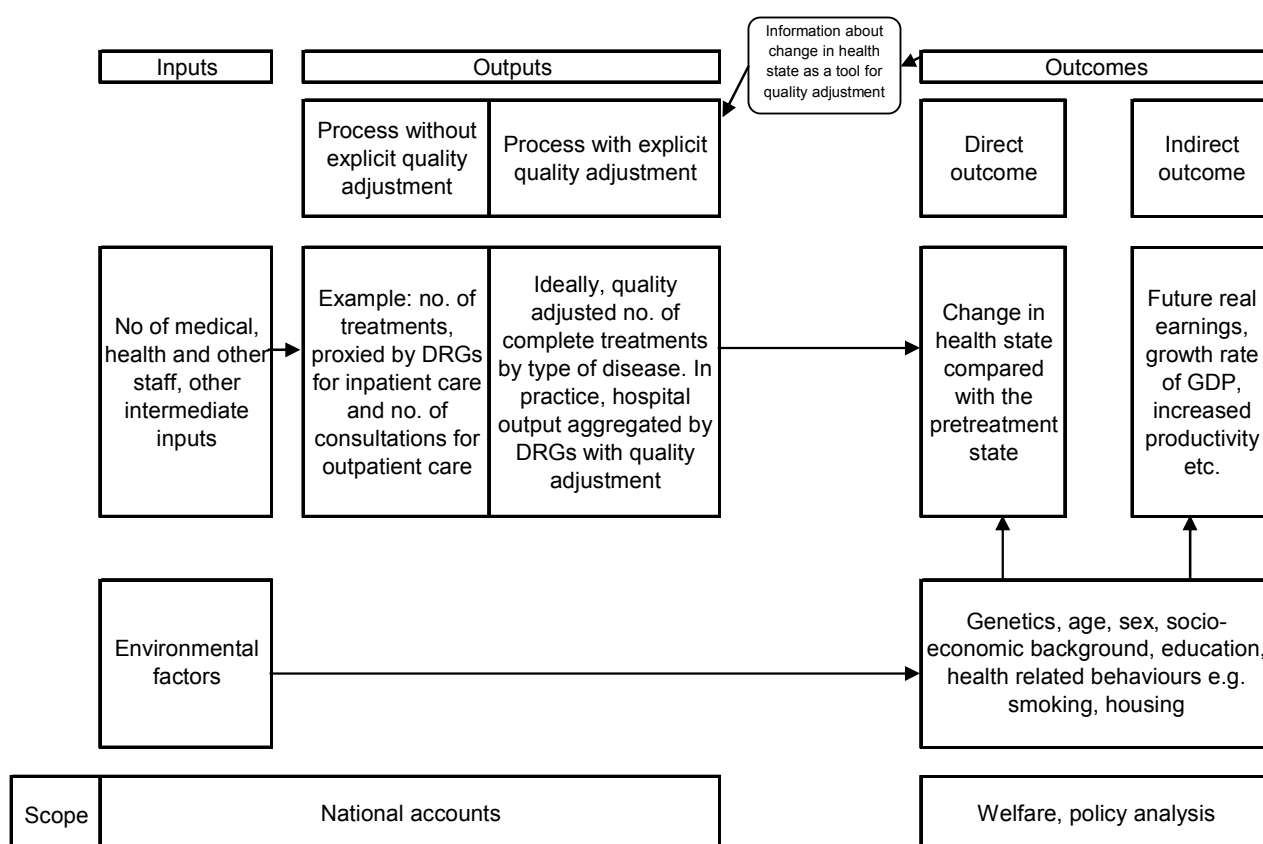 Information about
change in health
state as a tool for
quality adjustment
Inputs
Outputs
Outcomes
Process without
explicit quality
adjustment
Process with explicit
quality adjustment
Direct
outcome
Indirect
outcome
No of medical,
health and other
staff, other
intermediate
inputs
Example: no. of
treatments,
proxied by DRGs
for inpatient care
and no. of
consultations for
outpatient care
Ideally, quality
adjusted no. of
complete treatments
by type of disease. In
practice, hospital
output aggregated by
DRGs with quality
adjustment
Change in
health state
compared
with the
pretreatment
state
Future real
earnings,
growth rate
of GDP,
increased
productivity
etc.
Environmental
factors
Genetics, age, sex, socio-
economic background, education,
health related behaviours e.g.
smoking, housing
Scope
National accounts
Welfare, policy analysis